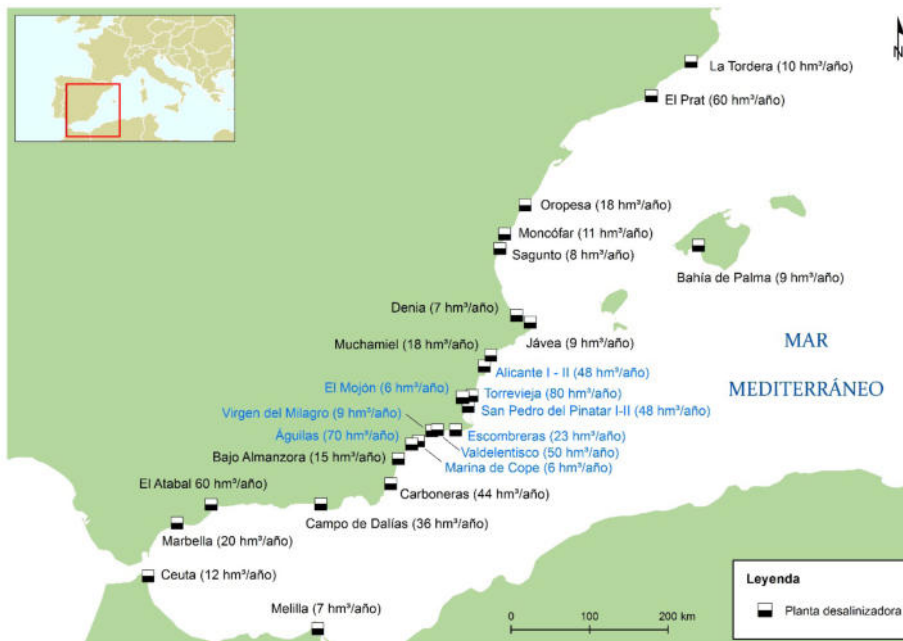 N
La Tordera (10 hm³/año)
El Prat (60 hm³/año)
Oropesa (18 hm³/año)
Moncófar (11 hm³/año)
Sagunto (8 hm³/año)
Bahía de Palma (9 hm³/año)
Denia (7 hm³/año)
Jávea (9 hm³/año)
MAR
MEDITERRÁNEO
Muchamiel (18 hm³/año)
Alicante I - II (48 hm³/año)
El Mojón (6 hm³/año)
Torrevieja (80 hm³/año)
San Pedro del Pinatar I-II (48 hm³/año)
Virgen del Milagro (9 hm³/año)
Escombreras (23 hm³/año)
Águilas (70 hm³/año)
Valdelentisco (50 hm³/año)
Bajo Almanzora (15 hm³/año)
Marina de Cope (6 hm³/año)
El Atabal 60 hm³/año)
Carboneras (44 hm³/año)
Campo de Dalías (36 hm³/año)
Marbella (20 hm³/año)
Ceuta (12 hm³/año)
Melilla (7 hm³/año)
0 100 200 km
Leyenda
Planta desalinizadora